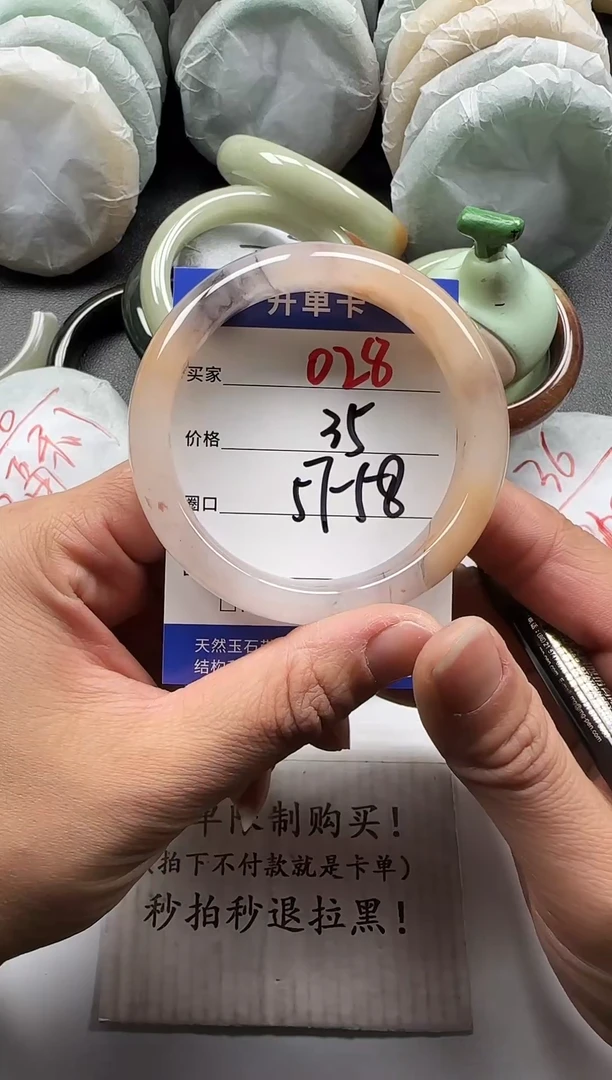 开单卡
买家 028
价格 35
圈口 57-58
36
天然玉石
结构
单限制购买!
(拍下不付款就是卡单)
秒拍秒退拉黑!